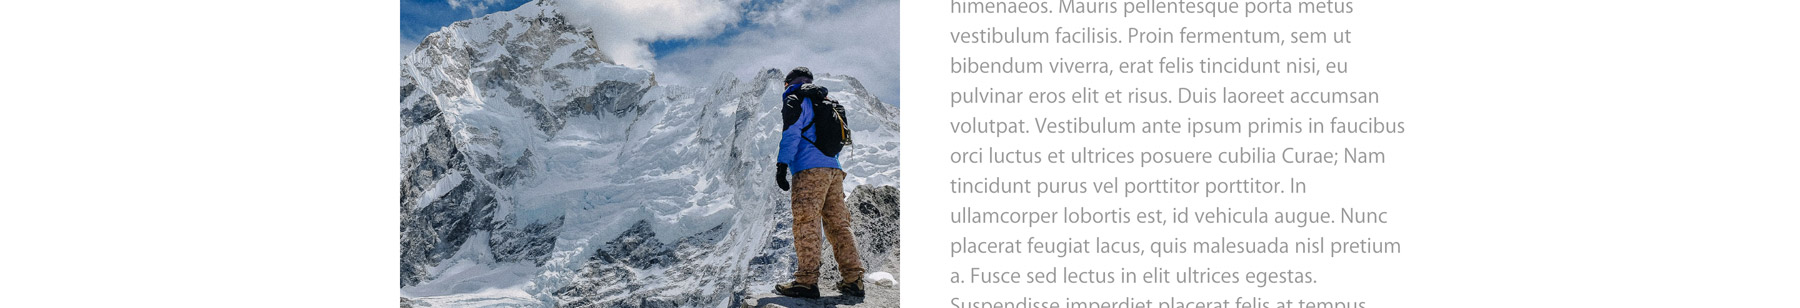 himenaeos. Mauris pellentesque porta metus
vestibulum facilisis. Proin fermentum, sem ut
bibendum viverra, erat felis tincidunt nisi, eu
pulvinar eros elit et risus. Duis laoreet accumsan
volutpat. Vestibulum ante ipsum primis in faucibus
orci luctus et ultrices posuere cubilia Curae; Nam
tincidunt purus vel porttitor porttitor. In
ullamcorper lobortis est, id vehicula augue. Nunc
placerat feugiat lacus, quis malesuada nisl pretium
a. Fusce sed lectus in elit ultrices egestas.
Suspendisse imperdiet placerat felis at tempus